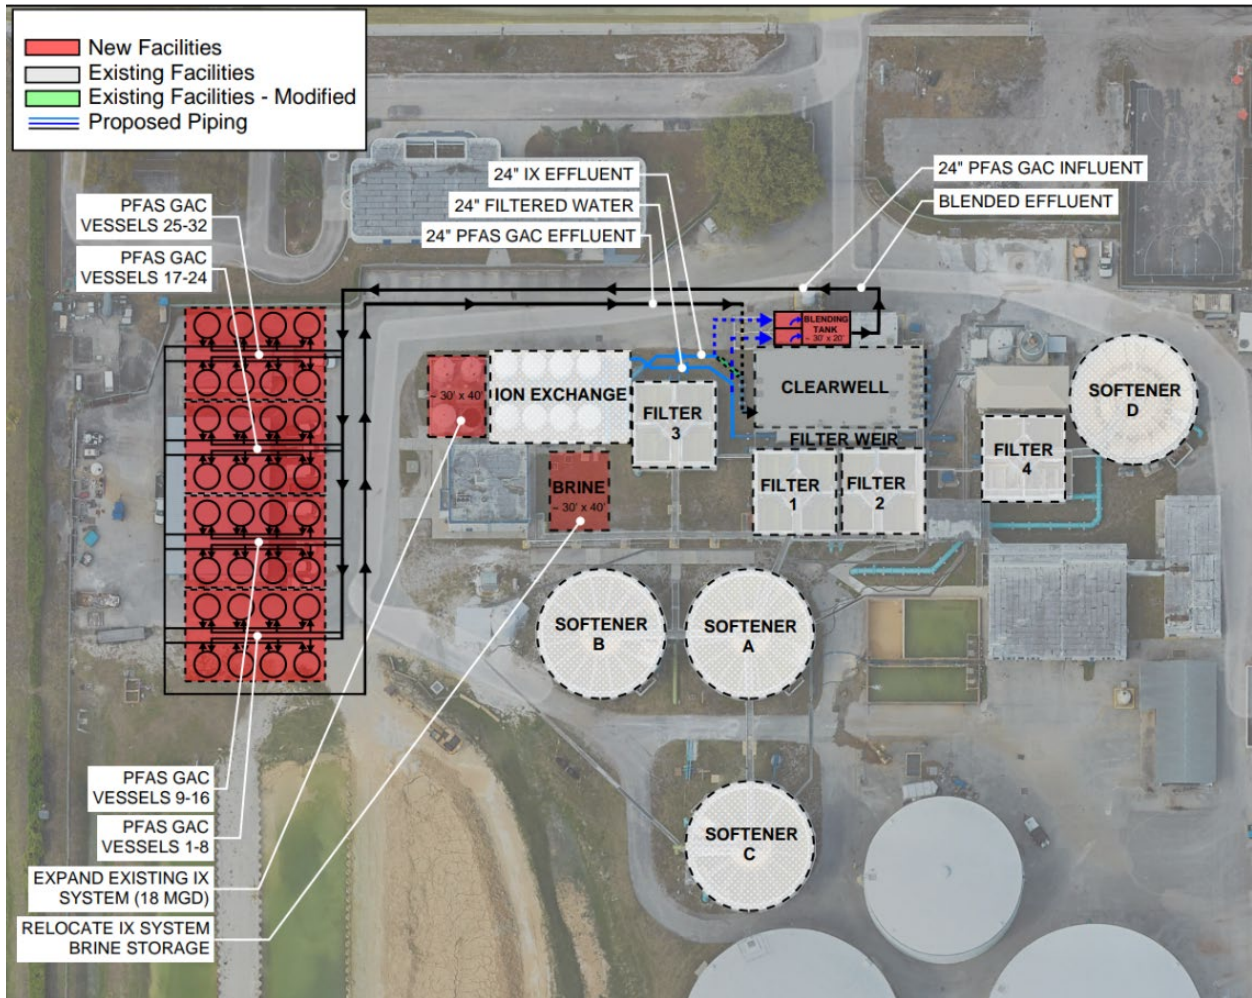 New Facilities
Existing Facilities
Existing Facilities - Modified
Proposed Piping
PFAS GAC
VESSELS 25-32
PFAS GAC
VESSELS 17-24
24" IX EFFLUENT
24" FILTERED WATER
24" PFAS GAC EFFLUENT
24" PFAS GAC INFLUENT
BLENDED EFFLUENT
BLENDING
TANK
~ 30' x 20'
~ 30' x 40'
ION EXCHANGE
FILTER
3
CLEARWELL
FILTER WEIR
SOFTENER
D
BRINE
~ 30' x 40'
FILTER
1
FILTER
2
FILTER
4
SOFTENER
B
SOFTENER
A
SOFTENER
C
PFAS GAC
VESSELS 9-16
PFAS GAC
VESSELS 1-8
EXPAND EXISTING IX
SYSTEM (18 MGD)
RELOCATE IX SYSTEM
BRINE STORAGE